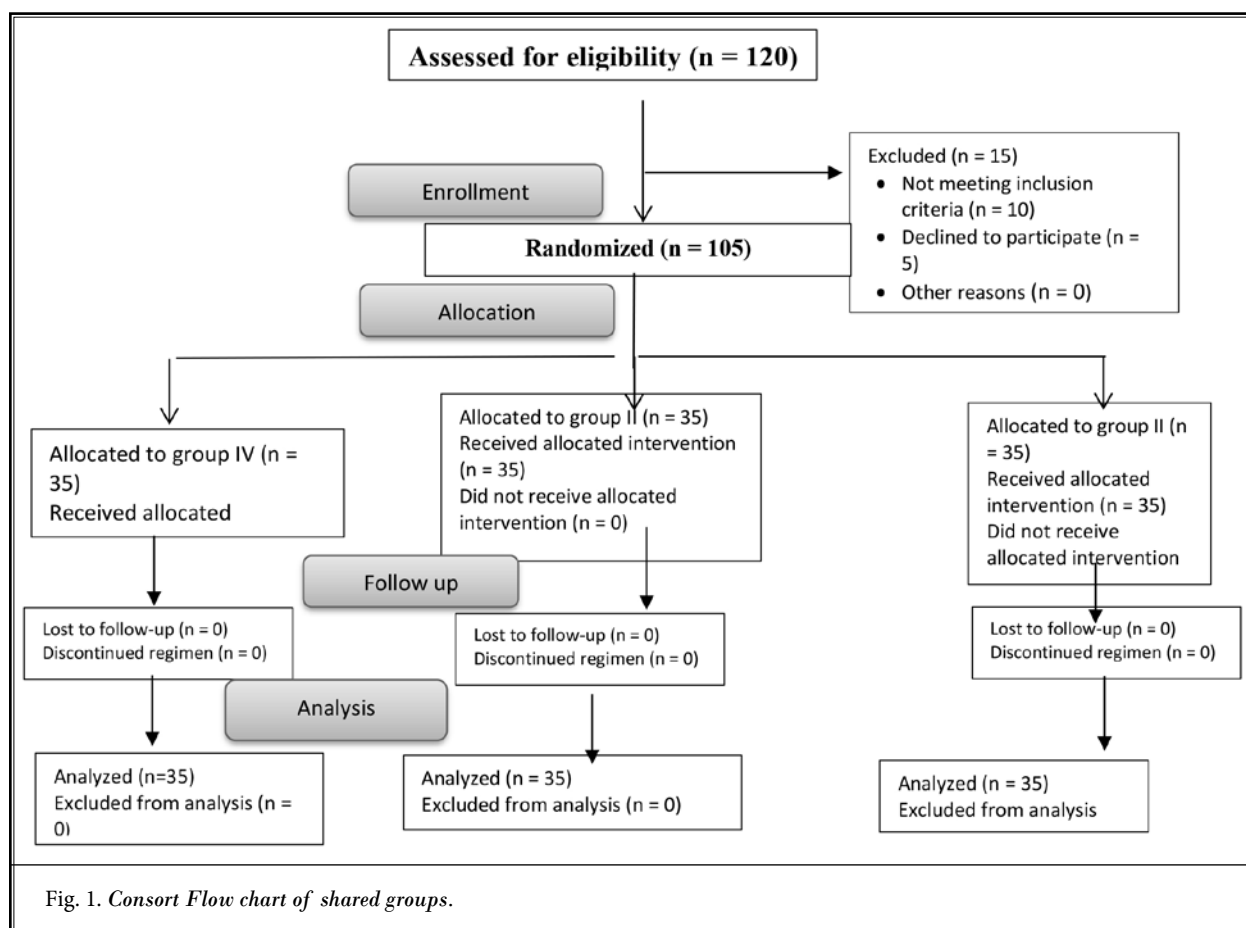 Assessed for eligibility (n = 120)
Excluded (n = 15)
• Not meeting inclusion
criteria (n = 10)
• Declined to participate (n =
5)
• Other reasons (n = 0)
Enrollment
Randomized (n = 105)
Allocation
Allocated to group IV (n =
35)
Received allocated
Allocated to group II (n = 35)
Received allocated intervention
(n = 35)
Did not receive allocated
intervention (n = 0)
Allocated to group II (n
= 35)
Received allocated
intervention (n = 35)
Did not receive
allocated intervention
Follow up
Lost to follow-up (n = 0)
Discontinued regimen (n = 0)
Lost to follow-up (n = 0)
Discontinued regimen (n = 0)
Lost to follow-up (n = 0)
Discontinued regimen (n = 0)
Analysis
Analyzed (n=35)
Excluded from analysis (n =
0)
Analyzed (n = 35)
Excluded from analysis (n = 0)
Analyzed (n = 35)
Excluded from analysis
Fig. 1. Consort Flow chart of shared groups.